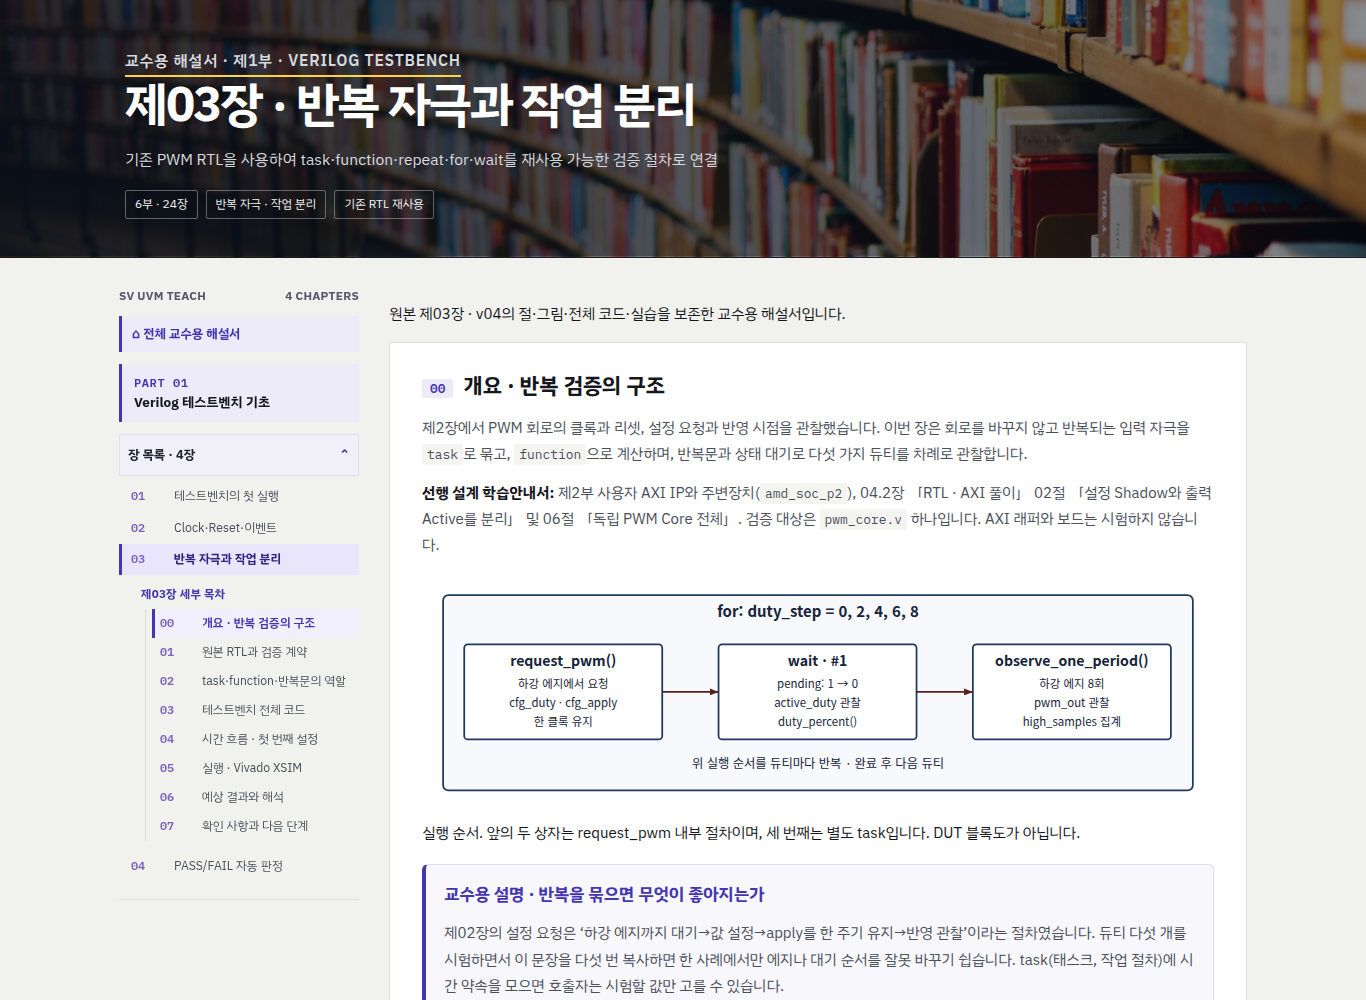 교수용 해설서 · 제1부 · VERILOG TESTBENCH
제03장 · 반복 자극과 작업 분리
기존 PWM RTL을 사용하여 task·function·repeat·for·wait를 재사용 가능한 검증 절차로 연결
6부 · 24장
반복 자극 · 작업 분리
기존 RTL 재사용
SV UVM TEACH
4 CHAPTERS
⌂ 전체 교수용 해설서
PART 01
Verilog 테스트벤치 기초
장 목록 · 4장
01 테스트벤치의 첫 실행
02 Clock·Reset·이벤트
03 반복 자극과 작업 분리
제03장 세부 목차
00 개요 · 반복 검증의 구조
01 원본 RTL과 검증 계약
02 task·function·반복문의 역할
03 테스트벤치 전체 코드
04 시간 흐름 · 첫 번째 설정
05 실행 · Vivado XSIM
06 예상 결과와 해석
07 확인 사항과 다음 단계
04 PASS/FAIL 자동 판정
원본 제03장 · v04의 절·그림·전체 코드·실습을 보존한 교수용 해설서입니다.
00 개요 · 반복 검증의 구조
제2장에서 PWM 회로의 클록과 리셋, 설정 요청과 반영 시점을 관찰했습니다. 이번 장은 회로를 바꾸지 않고 반복되는 입력 자극을
task 로 묶고, function 으로 계산하며, 반복문과 상태 대기로 다섯 가지 듀티를 차례로 관찰합니다.
선행 설계 학습안내서: 제2부 사용자 AXI IP와 주변장치( amd_soc_p2 ), 04.2장 「RTL · AXI 풀이」 02절 「설정 Shadow와 출력
Active를 분리」 및 06절 「독립 PWM Core 전체」. 검증 대상은 pwm_core.v 하나입니다. AXI 래퍼와 보드는 시험하지 않습니
다.
for: duty_step = 0, 2, 4, 6, 8
request_pwm()
하강 에지에서 요청
cfg_duty · cfg_apply
한 클록 유지
wait · #1
pending: 1 → 0
active_duty 관찰
duty_percent()
observe_one_period()
하강 에지 8회
pwm_out 관찰
high_samples 집계
위 실행 순서를 듀티마다 반복 · 완료 후 다음 듀티
실행 순서. 앞의 두 상자는 request_pwm 내부 절차이며, 세 번째는 별도 task입니다. DUT 블록도가 아닙니다.
교수용 설명 · 반복을 묶으면 무엇이 좋아지는가
제02장의 설정 요청은 ‘하강 에지까지 대기→값 설정→apply를 한 주기 유지→반영 관찰’이라는 절차였습니다. 듀티 다섯 개를
시험하면서 이 문장을 다섯 번 복사하면 한 사례에서만 에지나 대기 순서를 잘못 바꾸기 쉽습니다. task(태스크, 작업 절차)에 시
간 약속을 모으면 호출자는 시험할 값만 고를 수 있습니다.